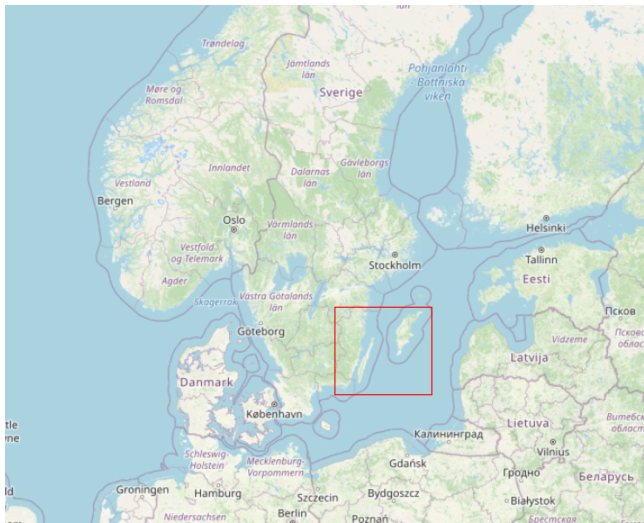 Trøndelag
Jämtlands
län
Pohjanlahti
Bottniska
viken
Møre og
Romsdal
Sverige
Gävleborgs
län
Innlandet
Dalarnas
län
Vestland
Bergen
Oslo
Värmlands
län
Helsinki
Vestfold
og Telemark
Stockholm
Tallinn
Agder
Eesti
Skagerrak
Västra Götalands
län
Псков
Göteborg
Vidzeme
Latvija
Danmark
København
Lietuva
Калининград
Vilnius
Schleswig-
Holstein
Mecklenburg-
Vorpommern
Gdańsk
Гродно
Беларусь
Groningen
Hamburg
Szczecin
Bydgoszcz
Białystok
Niedersachsen
Berlin
Poznań
Брестская